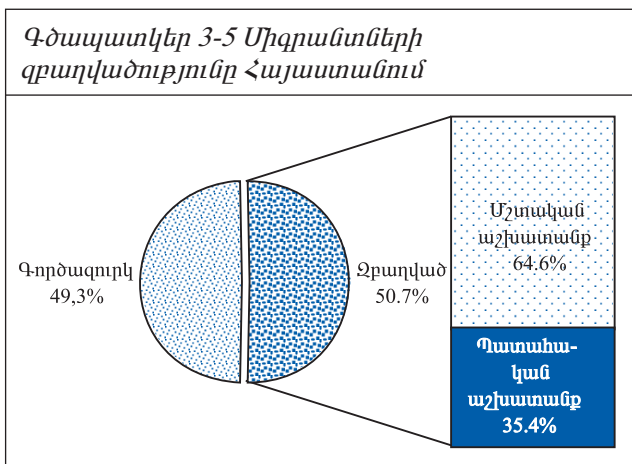 Գծապատկեր 3-5 Միգրանտների
զբաղվածությունը Հայաստանում
Գործազուրկ
49,3%
Զբաղված
50.7%
Մշտական
աշխատանք
64.6%
Պատահա-
կան
աշխատանք
35.4%